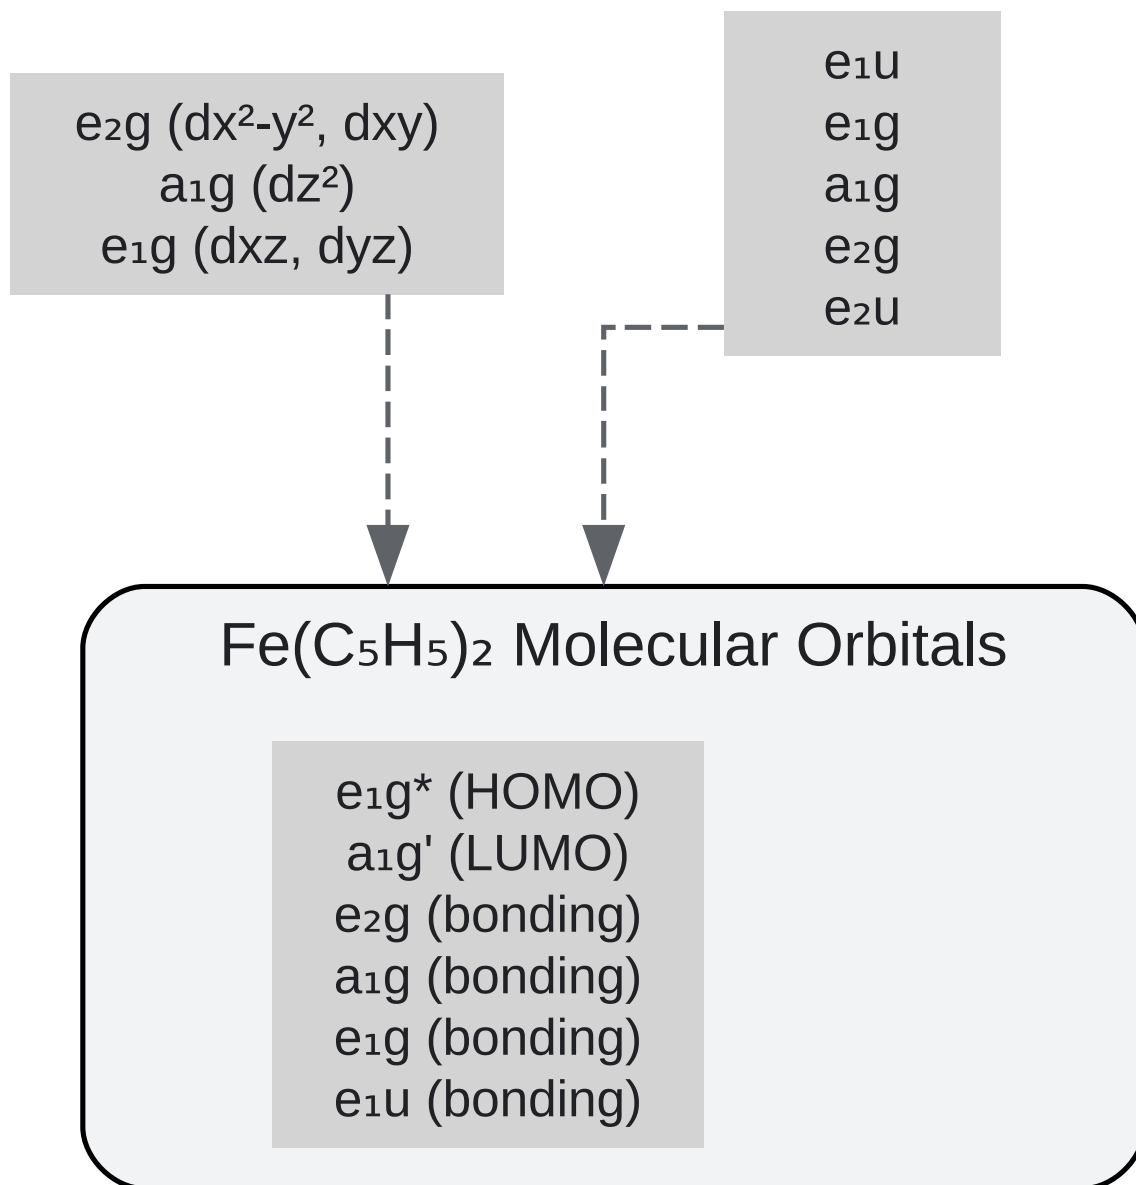 e₂g (dx²-y², dxy)
a₁g (dz²)
e₁g (dxz, dyz)
e₁u
e₁g
a₁g
e₂g
e₂u
Fe(C₅H₅)₂ Molecular Orbitals
e₁g* (HOMO)
a₁g' (LUMO)
e₂g (bonding)
a₁g (bonding)
e₁g (bonding)
e₁u (bonding)